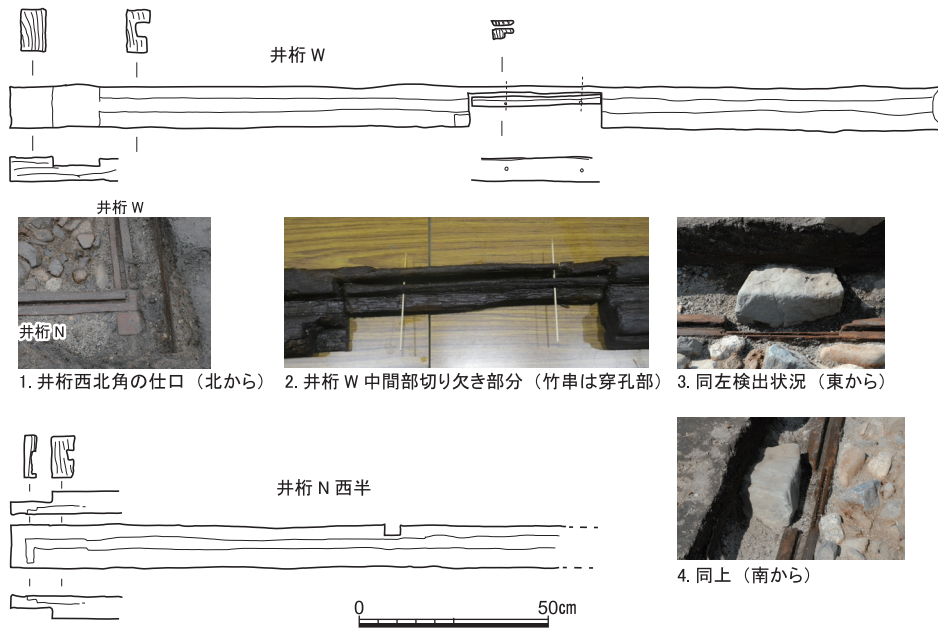 井桁 W
井桁 W
井桁 N
1. 井桁西北角の仕口（北から）
2. 井桁 W 中間部切り欠き部分（竹串は穿孔部）
3. 同左検出状況（東から）
井桁 N 西半
4. 同上（南から）
0 50㎝